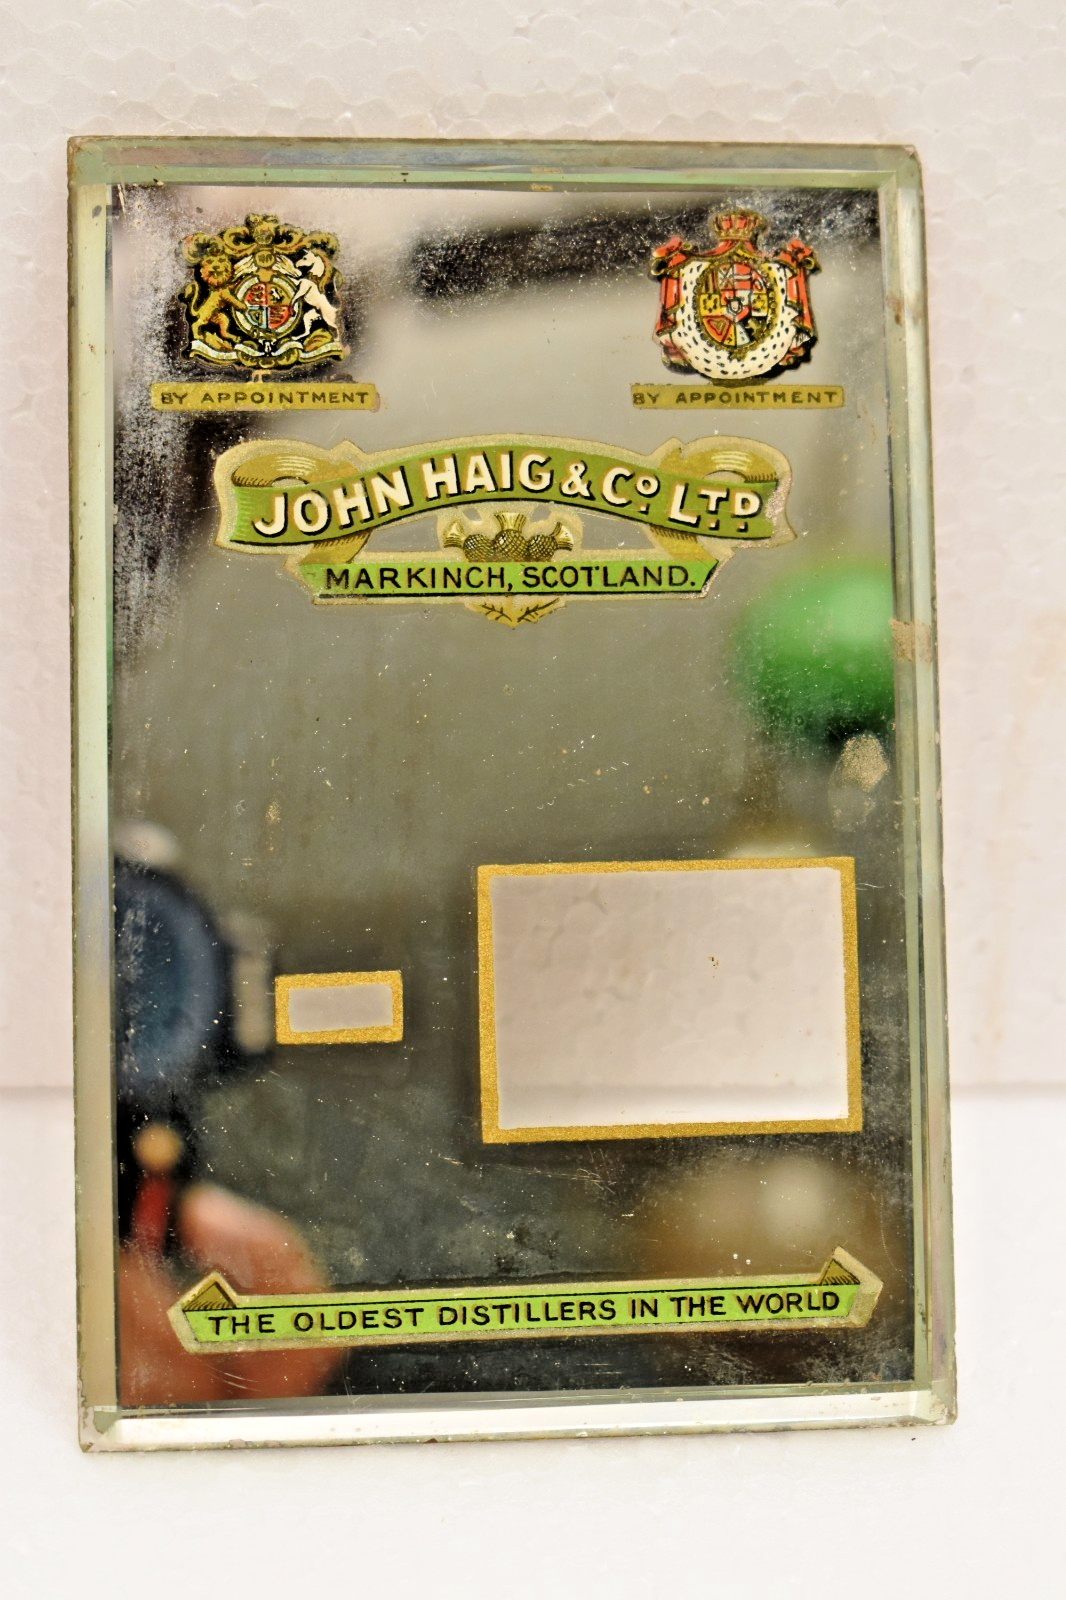 BY APPOINTMENT
BY APPOINTMENT
JOHN HAIG & Cº LTD
MARKINCH, SCOTLAND.
THE OLDEST DISTILLERS IN THE WORLD